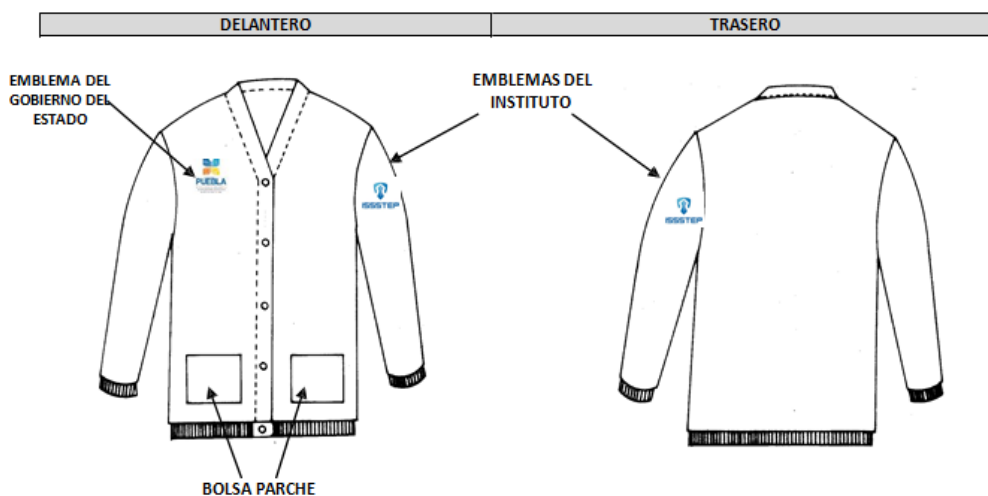 DELANTERO
TRASERO
EMBLEMA DEL
GOBIERNO DEL
ESTADO
EMBLEMAS DEL
INSTITUTO
PUEBLA
ISSSTEP
ISSSTEP
BOLSA PARCHE